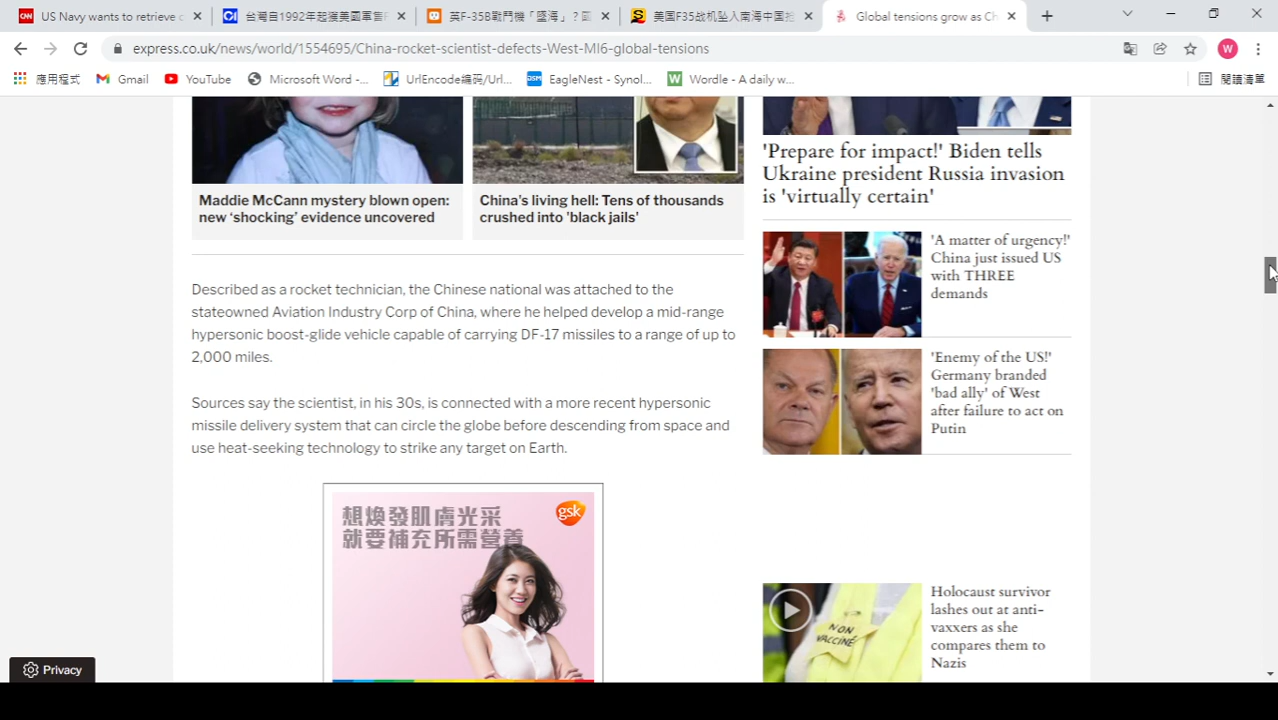 US Navy wants to retrieve c
台灣自1992年起獲美國軍售F
英F-35B戰鬥機「墜海」？
美国F35战机坠入南海中国抢
Global tensions grow as Ch
express.co.uk/news/world/1554695/China-rocket-scientist-defects-West-MI6-global-tensions
W
應用程式
Gmail
YouTube
Microsoft Word -...
UrlEncode編碼/Url...
EagleNest - Synol...
Wordle - A daily w...
閱讀清單
Maddie McCann mystery blown open:
new ‘shocking’ evidence uncovered
China's living hell: Tens of thousands
crushed into 'black jails'
Described as a rocket technician, the Chinese national was attached to the
stateowned Aviation Industry Corp of China, where he helped develop a mid-range
hypersonic boost-glide vehicle capable of carrying DF-17 missiles to a range of up to
2,000 miles.
Sources say the scientist, in his 30s, is connected with a more recent hypersonic
missile delivery system that can circle the globe before descending from space and
use heat-seeking technology to strike any target on Earth.
想煥發肌膚光采
就要補充所需營養
gsk
'Prepare for impact!' Biden tells
Ukraine president Russia invasion
is 'virtually certain'
'A matter of urgency!'
China just issued US
with THREE
demands
'Enemy of the US!'
Germany branded
'bad ally' of West
after failure to act on
Putin
NON
VACCINÉ
Holocaust survivor
lashes out at anti-
vaxxers as she
compares them to
Nazis
Privacy